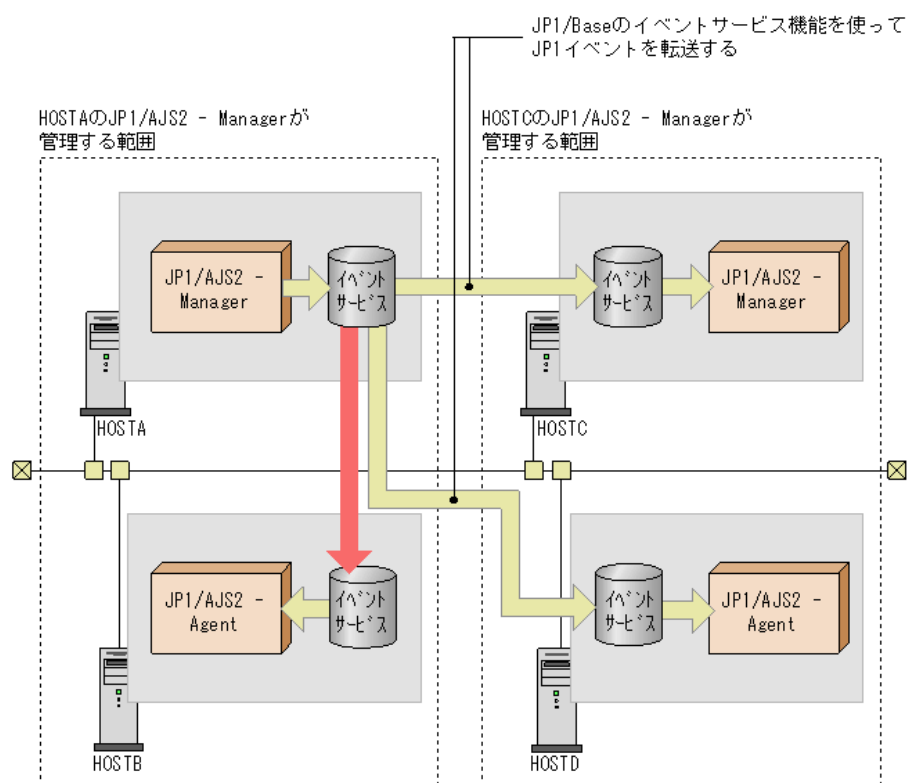 JP1/Baseのイベントサービス機能を使って
JP1イベントを転送する
HOSTAのJP1/AJS2 - Managerが
管理する範囲
HOSTCのJP1/AJS2 - Managerが
管理する範囲
JP1/AJS2 -
Manager
イベント
サービス
イベント
サービス
JP1/AJS2 -
Manager
HOSTA
HOSTC
JP1/AJS2 -
Agent
イベント
サービス
イベント
サービス
JP1/AJS2 -
Agent
HOSTB
HOSTD